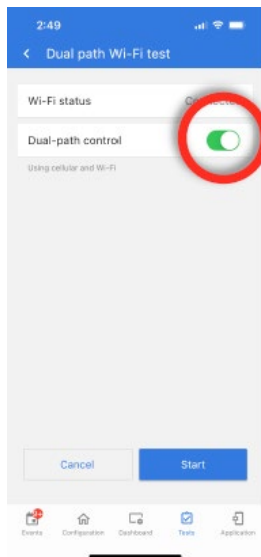 2:49
Dual path Wi-Fi test
Wi-Fi status
Dual-path control
Using cellular and Wi-Fi
Cancel Start
Events Configuration Dashboard Tests Application